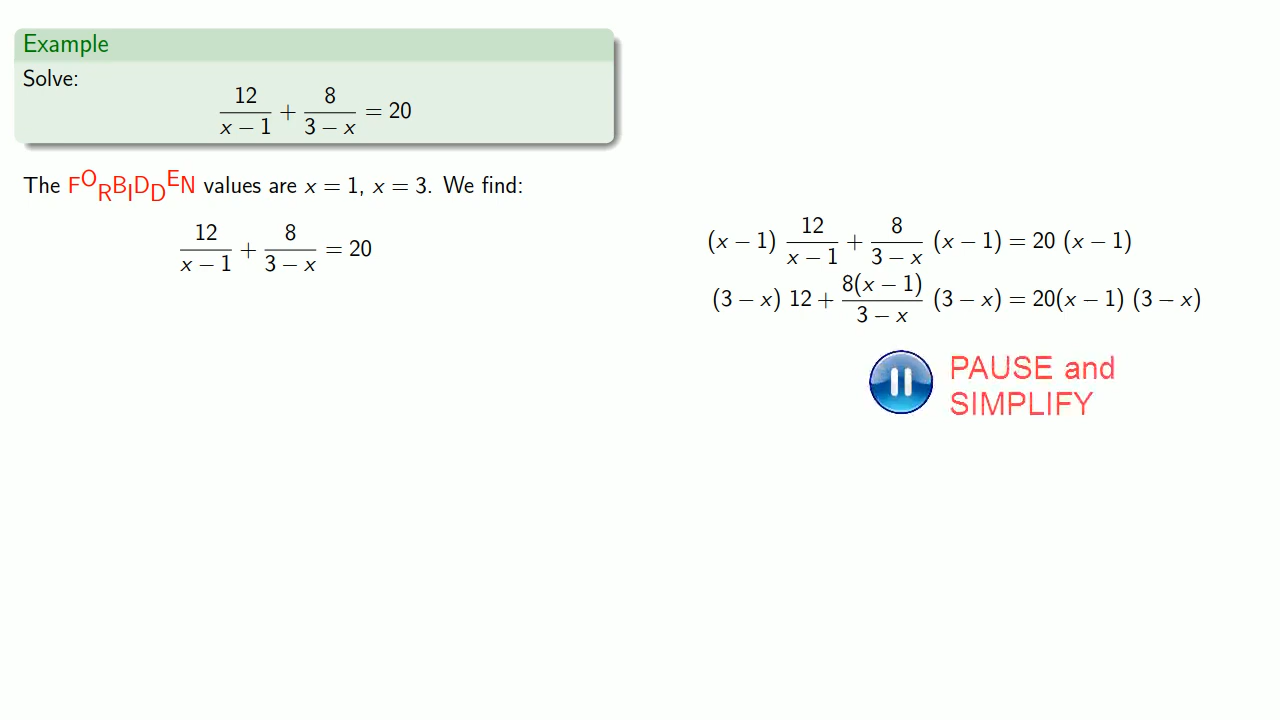 Example
Solve:
12/(x − 1) + 8/(3 − x) = 20
The FORBIDDEN values are x = 1, x = 3. We find:
12/(x − 1) + 8/(3 − x) = 20
(x − 1) 12/(x − 1) + 8/(3 − x) (x − 1) = 20 (x − 1)
(3 − x) 12 + 8(x − 1)/(3 − x) (3 − x) = 20(x − 1) (3 − x)
PAUSE and
SIMPLIFY